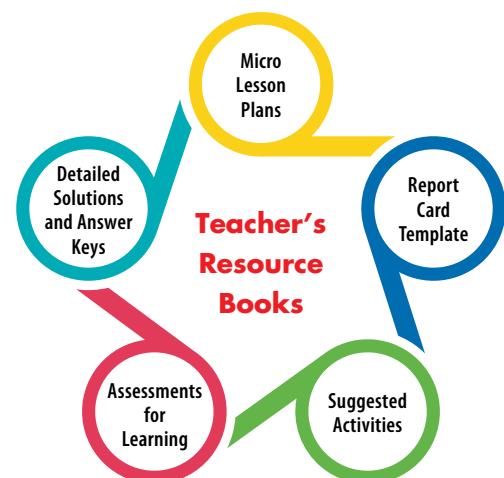 Micro
Lesson
Plans
Detailed
Solutions
and Answer
Keys
Report
Card
Template
Teacher's
Resource
Books
Assessments
for
Learning
Suggested
Activities